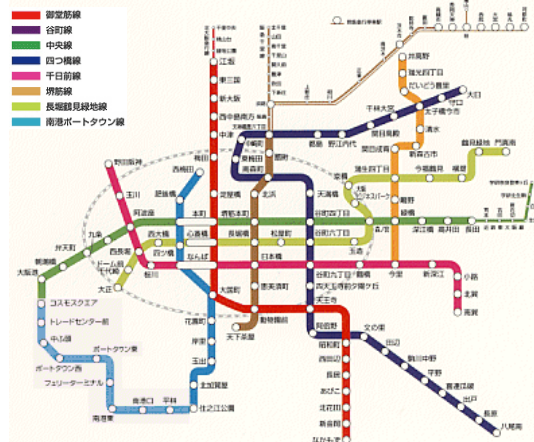 御堂筋線
谷町線
中央線
四つ橋線
千日前線
堺筋線
長堀鶴見緑地線
南港ポートタウン線
江坂
東三国
新大阪
西中島南方
中津
梅田
西梅田
東梅田
中崎町
南森町
扇町
都島
野江内代
関目高殿
千林大宮
守口
大日
井高野
瑞光四丁目
だいどう豊里
太子橋今市
清水
新森古市
関目成育
蒲生四丁目
今福鶴見
横堤
鶴見緑地
門真南
京橋
大阪ビジネスパーク
鴫野
緑橋
深江橋
高井田
長田
野田阪神
玉川
阿波座
肥後橋
淀屋橋
北浜
天満橋
本町
堺筋本町
谷町四丁目
森ノ宮
九条
弁天町
朝潮橋
大阪港
西長堀
西大橋
四ツ橋
心斎橋
長堀橋
松屋町
谷町六丁目
玉造
ドーム前千代崎
大正
桜川
なんば
日本橋
谷町九丁目
鶴橋
今里
新深江
小路
北巽
南巽
四天王寺前夕陽ヶ丘
大国町
恵美須町
天王寺
動物園前
天下茶屋
花園町
岸里
玉出
北加賀屋
住之江公園
コスモスクエア
トレードセンター前
中ふ頭
ポートタウン西
ポートタウン東
フェリーターミナル
南港東
南港口
平林
阿倍野
文の里
田辺
駒川中野
平野
喜連瓜破
出戸
長原
八尾南
昭和町
西田辺
長居
あびこ
北花田
新金岡
なかもず